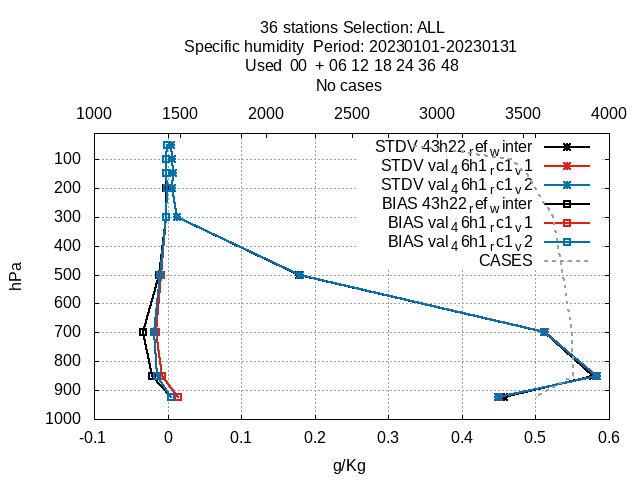 36 stations Selection: ALL
Specific humidity  Period: 20230101-20230131
Used  00  + 06 12 18 24 36 48
No cases
1000 1500 2000 2500 3000 3500 4000
STDV 43h22_ref_winter
STDV val_46h1_rc1_v1
STDV val_46h1_rc1_v2
BIAS 43h22_ref_winter
BIAS val_46h1_rc1_v1
BIAS val_46h1_rc1_v2
CASES
100
200
300
400
500
600
700
800
900
1000
hPa
-0.1 0 0.1 0.2 0.3 0.4 0.5 0.6
g/Kg